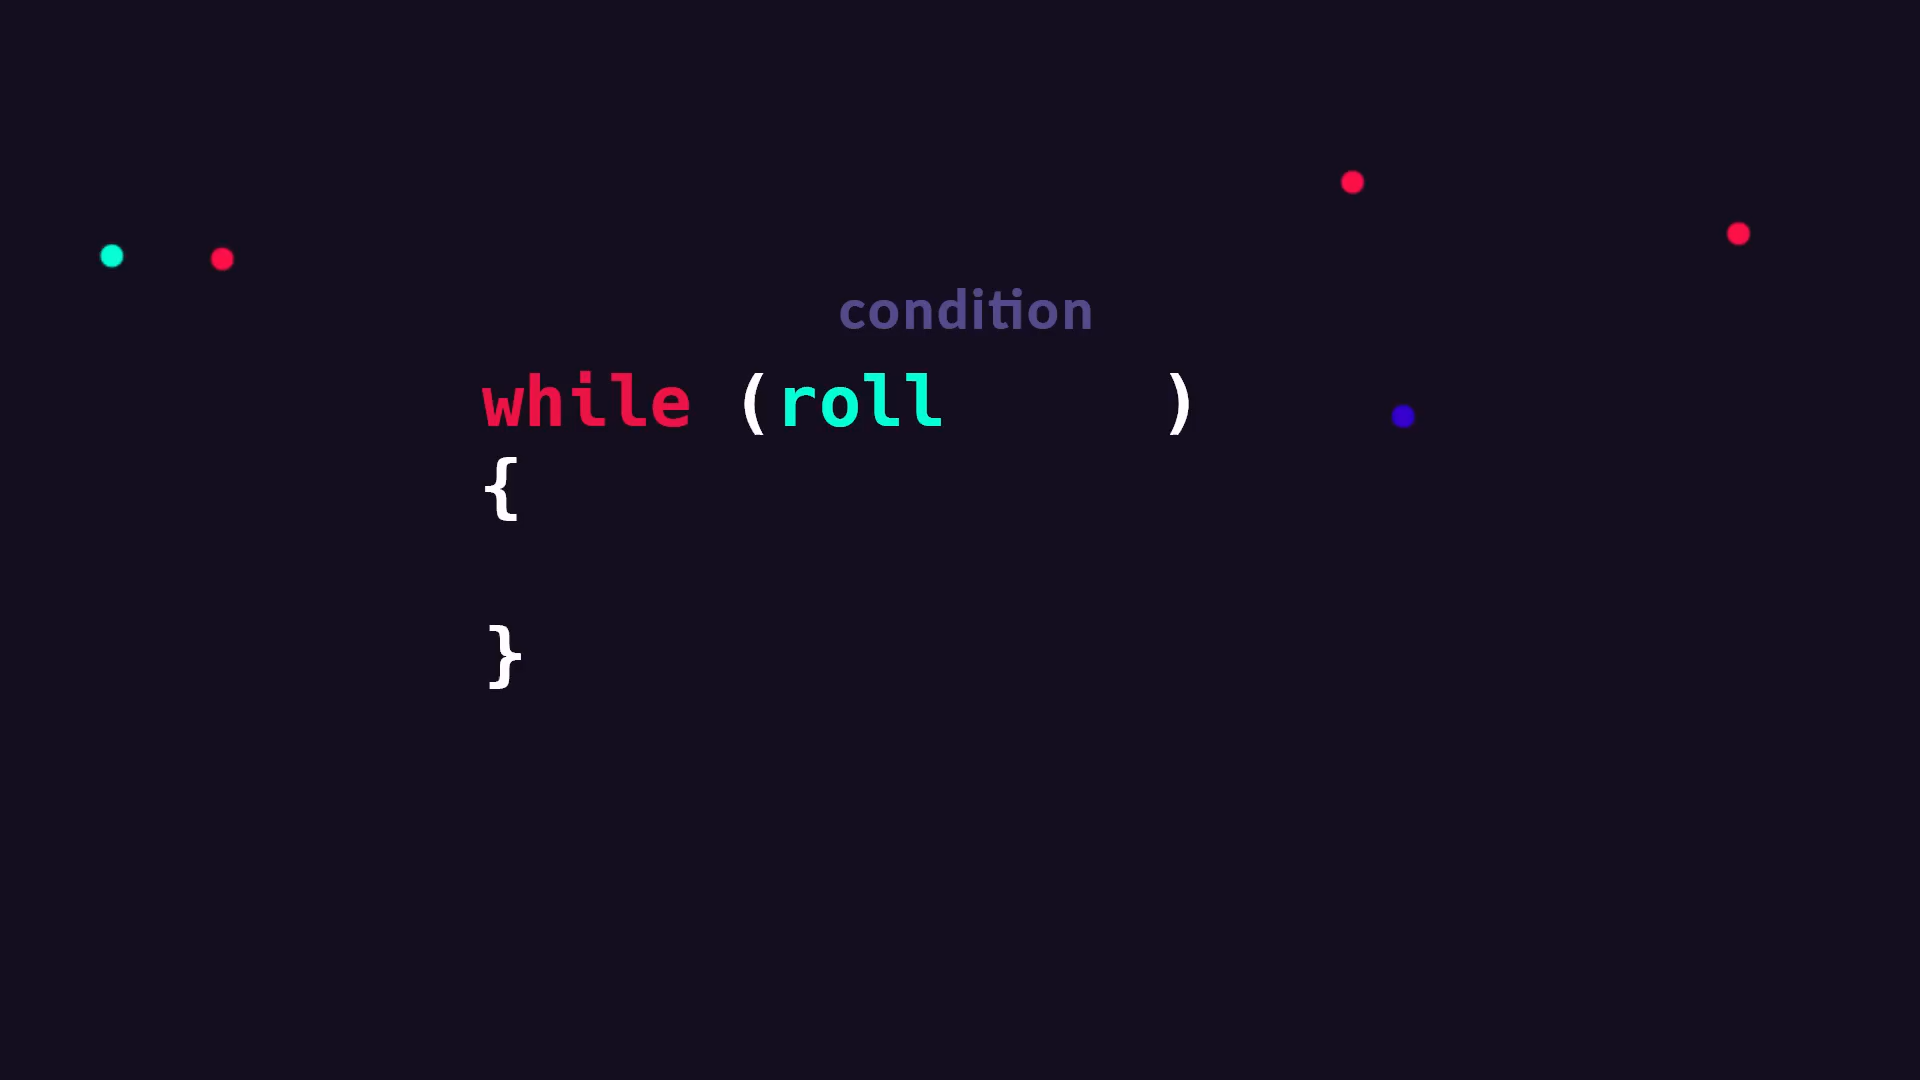 condition
while (roll )
{
}